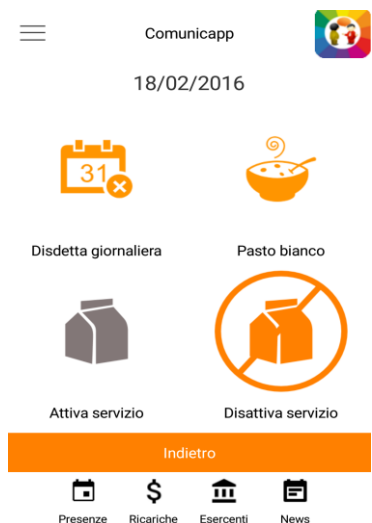 Comunicapp
18/02/2016
31
Disdetta giornaliera
Pasto bianco
Attiva servizio
Disattiva servizio
Indietro
Presenze
Ricariche
Esercenti
News